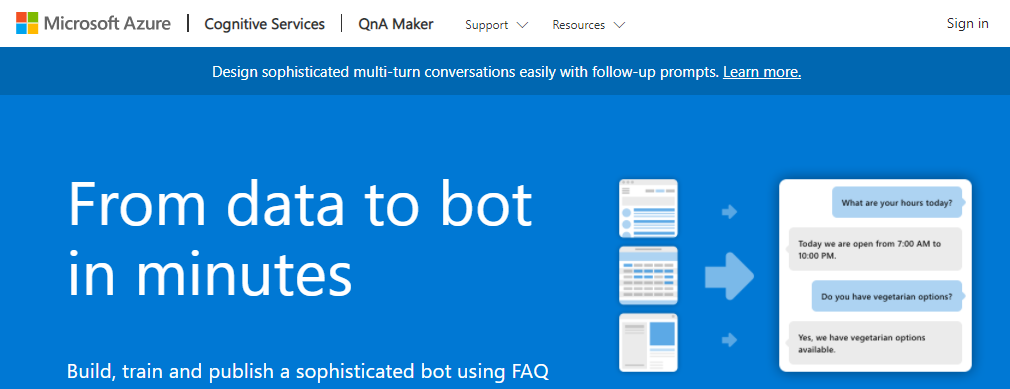 Microsoft Azure | Cognitive Services | QnA Maker Support Resources Sign in
Design sophisticated multi-turn conversations easily with follow-up prompts. Learn more.
From data to bot
in minutes
Build, train and publish a sophisticated bot using FAQ
What are your hours today?
Today we are open from 7:00 AM to
10:00 PM.
Do you have vegetarian options?
Yes, we have vegetarian options
available.